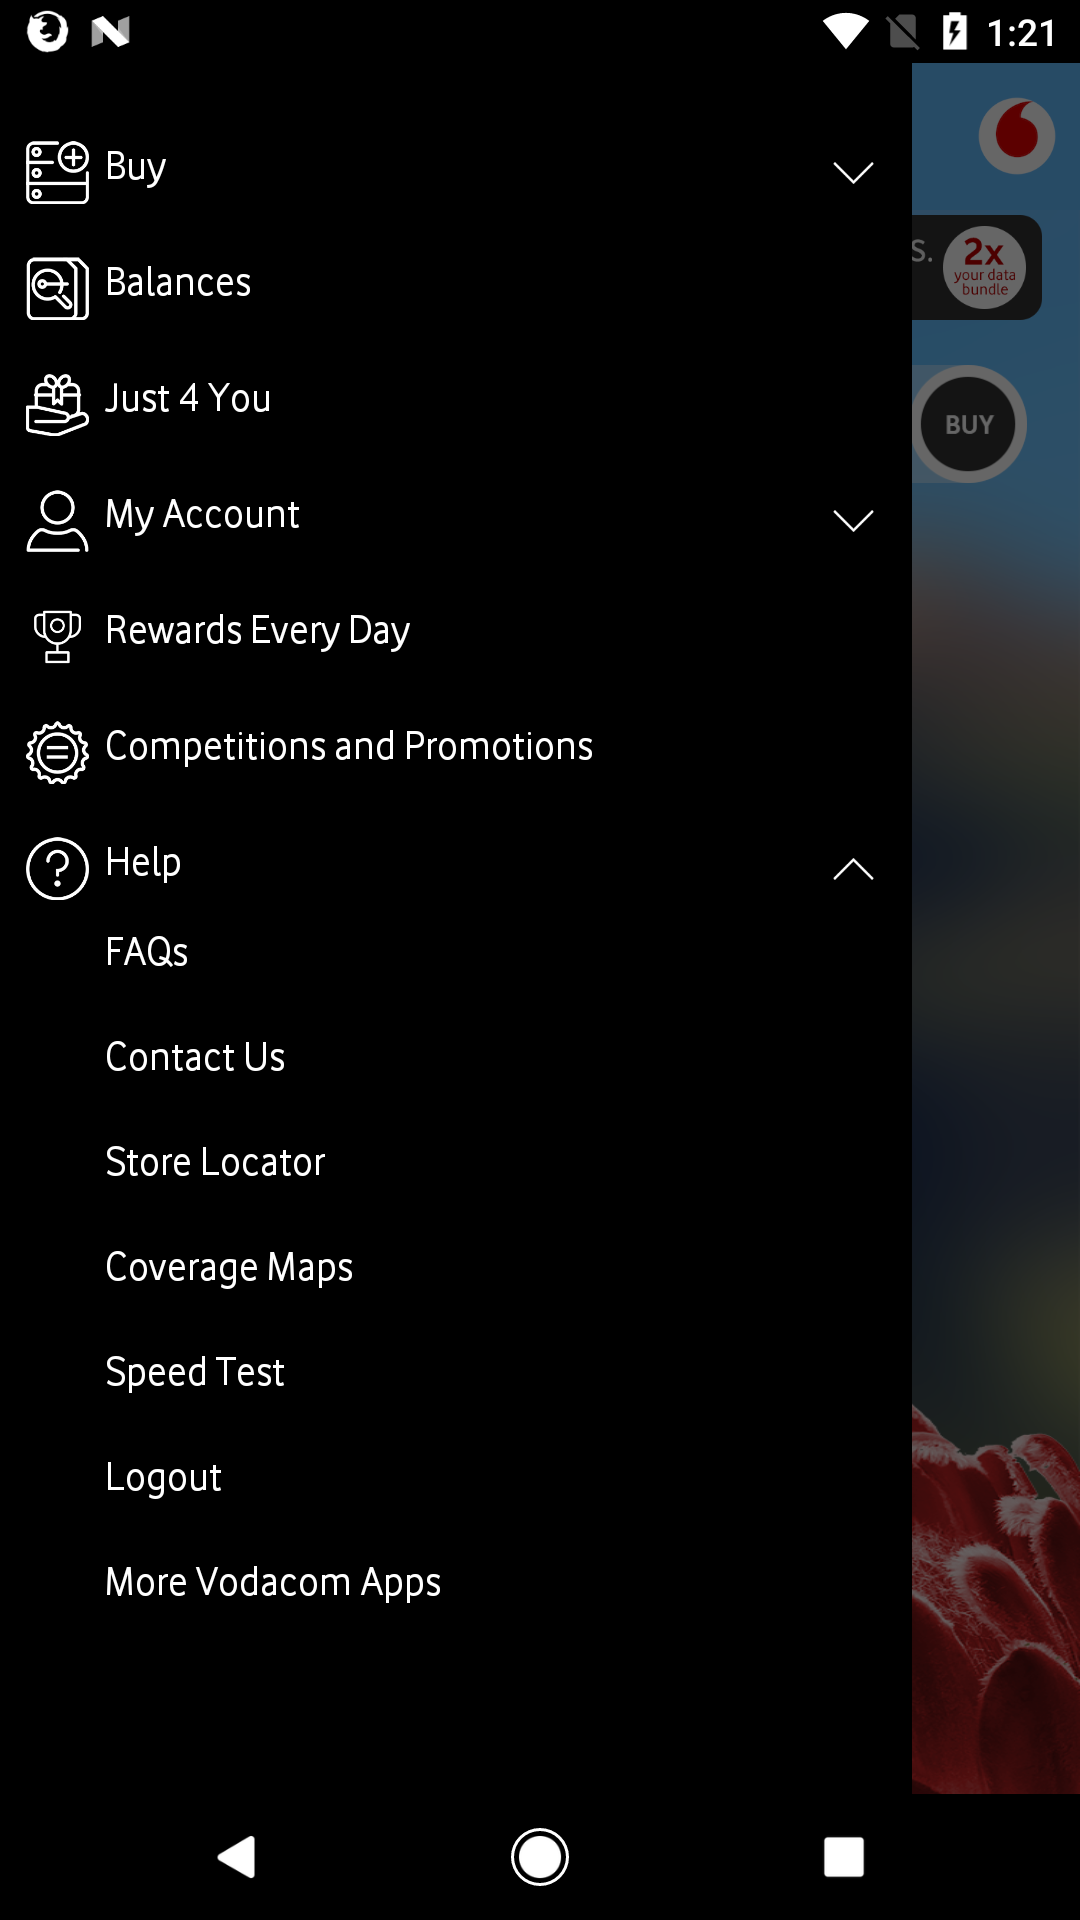 1:21
Buy
Balances
Just 4 You
My Account
Rewards Every Day
Competitions and Promotions
Help
FAQs
Contact Us
Store Locator
Coverage Maps
Speed Test
Logout
More Vodacom Apps
s.
2x
your data
bundle
BUY